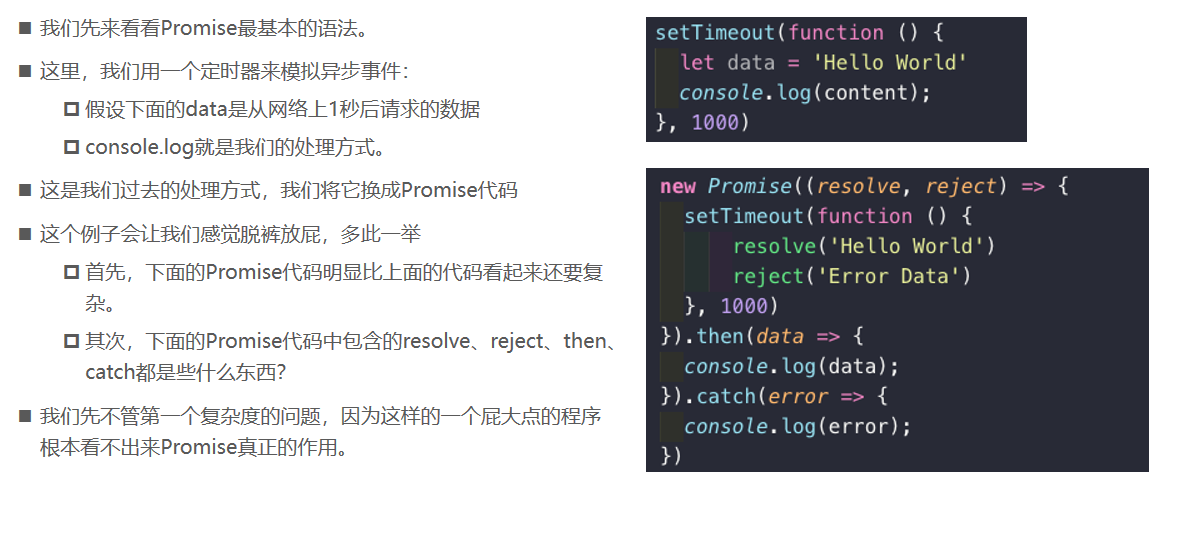 ■ 我们先来看看Promise最基本的语法。
■ 这里，我们用一个定时器来模拟异步事件：
假设下面的data是从网络上1秒后请求的数据
console.log就是我们的处理方式。
■ 这是我们过去的处理方式，我们将它换成Promise代码
■ 这个例子会让我们感觉脱裤放屁，多此一举
首先，下面的Promise代码明显比上面的代码看起来还要复
杂。
其次，下面的Promise代码中包含的resolve、reject、then、
catch都是些什么东西？
■ 我们先不管第一个复杂度的问题，因为这样的一个屁大点的程序
根本看不出来Promise真正的作用。
setTimeout(function () {
let data = 'Hello World'
console.log(content);
}, 1000)
new Promise((resolve, reject) => {
setTimeout(function () {
resolve('Hello World')
reject('Error Data')
}, 1000)
}).then(data => {
console.log(data);
}).catch(error => {
console.log(error);
})